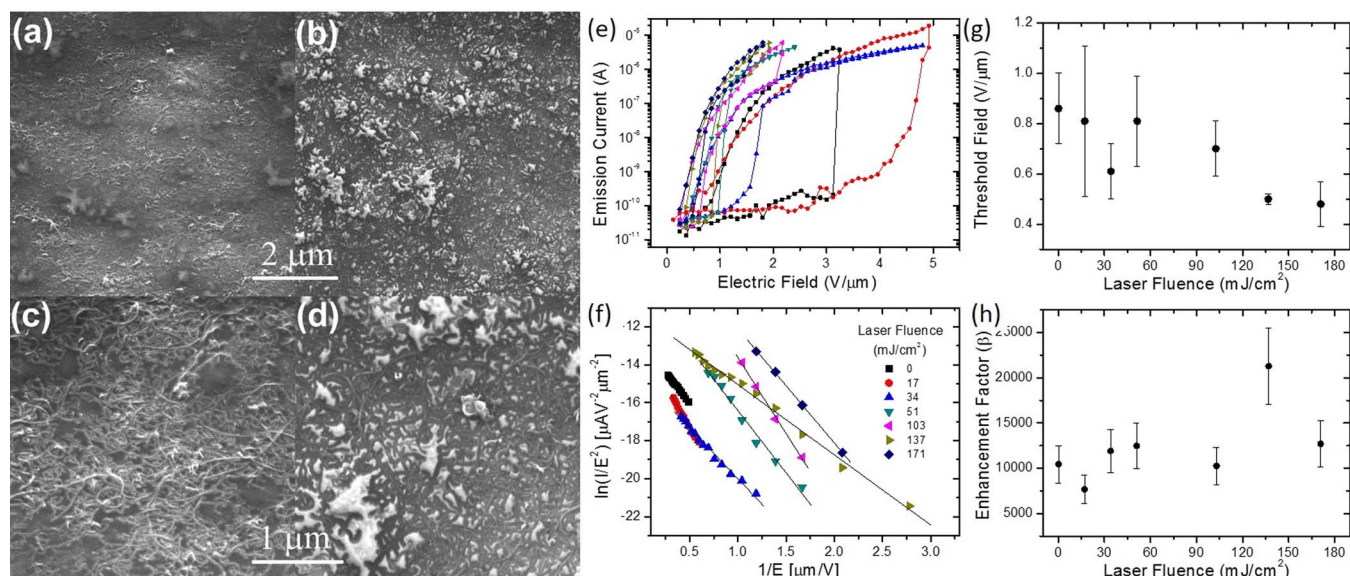 (a)
(b)
2 μm
(c)
(d)
1 μm
(e)
Emission Current (A)
10⁻⁵
10⁻⁶
10⁻⁷
10⁻⁸
10⁻⁹
10⁻¹⁰
10⁻¹¹
0 1 2 3 4 5
Electric Field (V/μm)
(f)
ln(I/E²) [μAV⁻²μm⁻²]
-12
-14
-16
-18
-20
-22
0.5 1.0 1.5 2.0 2.5 3.0
1/E [μm/V]
Laser Fluence
(mJ/cm²)
0
17
34
51
103
137
171
(g)
Threshold Field (V/μm)
1.2
1.0
0.8
0.6
0.4
0 30 60 90 120 150 180
Laser Fluence (mJ/cm²)
(h)
Enhancement Factor (β)
25000
20000
15000
10000
5000
0 30 60 90 120 150 180
Laser Fluence (mJ/cm²)